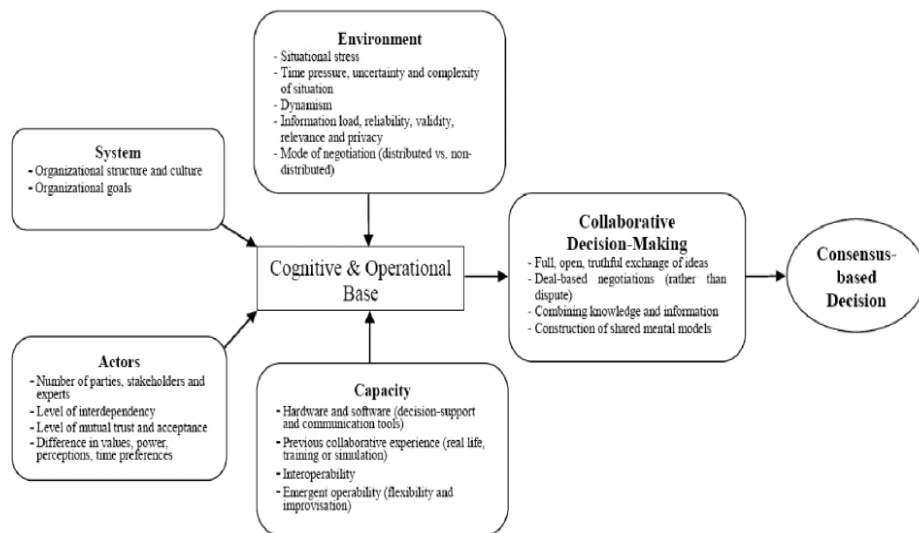 Environment
- Situational stress
- Time pressure, uncertainty and complexity
of situation
- Dynamism
- Information load, reliability, validity,
relevance and privacy
- Mode of negotiation (distributed vs. non-
distributed)
System
- Organizational structure and culture
- Organizational goals
Cognitive & Operational
Base
Collaborative
Decision-Making
- Full, open, truthful exchange of ideas
- Deal-based negotiations (rather than
dispute)
- Combining knowledge and information
- Construction of shared mental models
Consensus-
based
Decision
Actors
- Number of parties, stakeholders and
experts
- Level of interdependency
- Level of mutual trust and acceptance
- Difference in values, power,
perceptions, time preferences
Capacity
- Hardware and software (decision-support
and communication tools)
- Previous collaborative experience (real life,
training or simulation)
- Interoperability
- Emergent operability (flexibility and
improvisation)